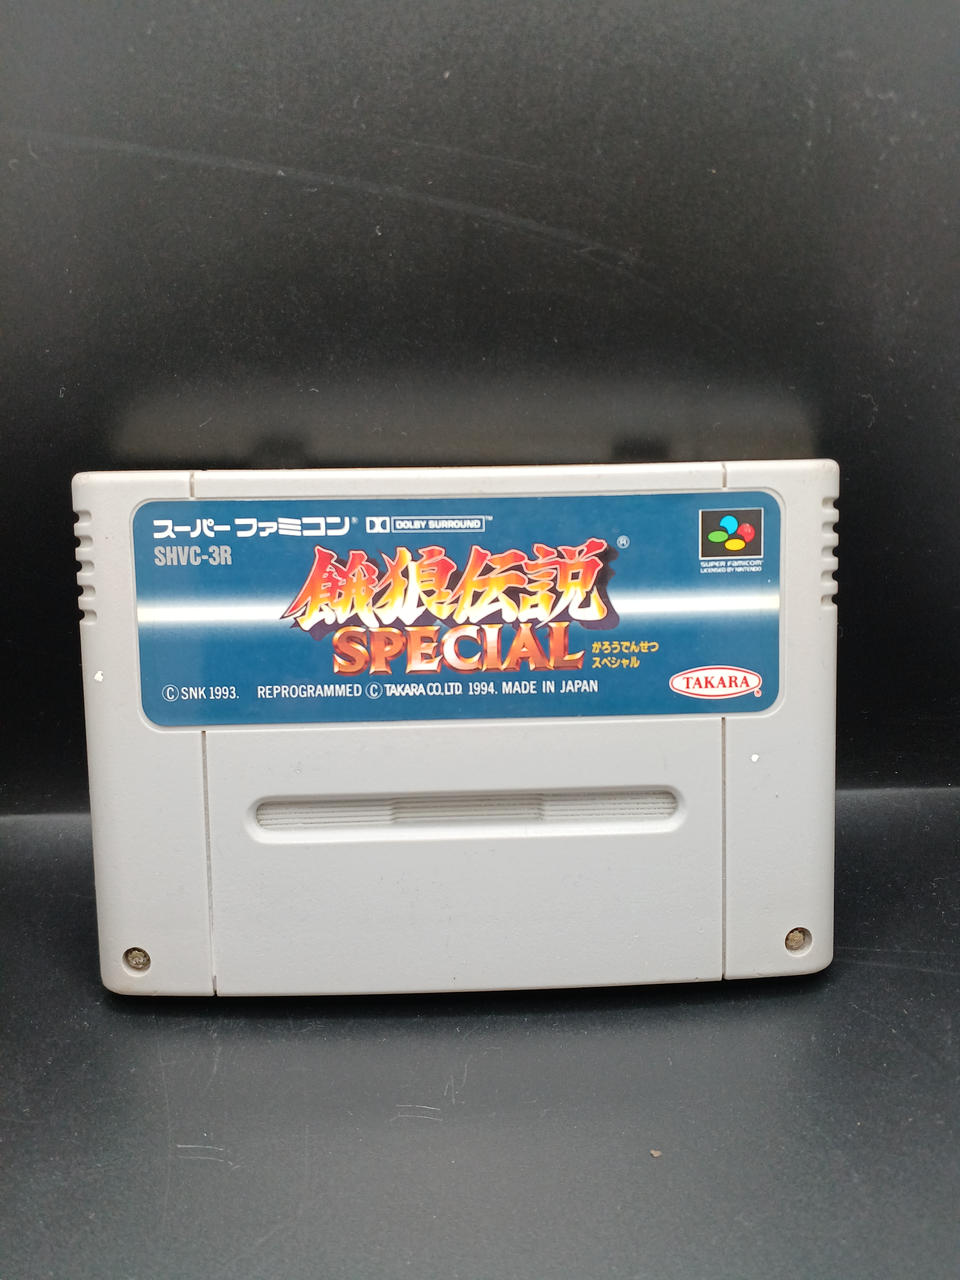 スーパーファミコン® DOLBY SURROUND™
SHVC-3R
餓狼伝説®
SPECIAL
がろうでんせつ
スペシャル
SUPER FAMICOM
LICENSED BY NINTENDO
TAKARA®
©SNK 1993. REPROGRAMMED ©TAKARA CO.,LTD. 1994. MADE IN JAPAN